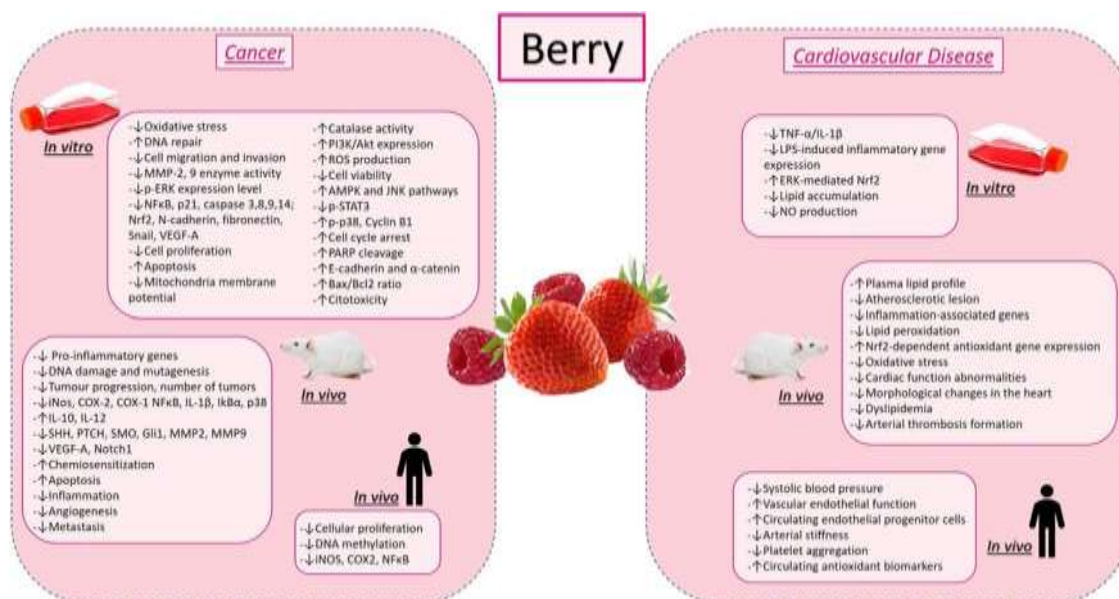 Berry
Cancer
In vitro
-↓Oxidative stress
-↑DNA repair
-↓Cell migration and invasion
-↓MMP-2, 9 enzyme activity
-↓p-ERK expression level
-↓NFκB, p21, caspase 3,8,9,14;
Nrf2, N-cadherin, fibronectin,
Snail, VEGF-A
-↓Cell proliferation
-↑Apoptosis
-↓Mitochondria membrane
potential
-↑Catalase activity
-↑PI3K/Akt expression
-↑ROS production
-↓Cell viability
-↑AMPK and JNK pathways
-↓p-STAT3
-↑p-p38, Cyclin B1
-↑Cell cycle arrest
-↑PARP cleavage
-↑E-cadherin and α-catenin
-↑Bax/Bcl2 ratio
-↑Citotoxicity
-↓ Pro-inflammatory genes
-↓DNA damage and mutagenesis
-↓Tumour progression, number of tumors
-↓iNos, COX-2, COX-1 NFκB, IL-1β, IkBα, p38
-↑IL-10, IL-12
-↓SHH, PTCH, SMO, Gli1, MMP2, MMP9
-↓VEGF-A, Notch1
-↑Chemiosensitization
-↑Apoptosis
-↓Inflammation
-↓Angiogenesis
-↓Metastasis
In vivo
In vivo
-↓Cellular proliferation
-↓DNA methylation
-↓iNOS, COX2, NFκB
Cardiovascular Disease
-↓TNF-α/IL-1β
-↓LPS-induced inflammatory gene
expression
-↑ERK-mediated Nrf2
-↓Lipid accumulation
-↓NO production
In vitro
In vivo
-↑Plasma lipid profile
-↓Atherosclerotic lesion
-↓Inflammation-associated genes
-↓Lipid peroxidation
-↑Nrf2-dependent antioxidant gene expression
-↓Oxidative stress
-↓Cardiac function abnormalities
-↓Morphological changes in the heart
-↓Dyslipidemia
-↓Arterial thrombosis formation
-↓Systolic blood pressure
-↑Vascular endothelial function
-↑Circulating endothelial progenitor cells
-↓Arterial stiffness
-↓Platelet aggregation
-↑Circulating antioxidant biomarkers
In vivo